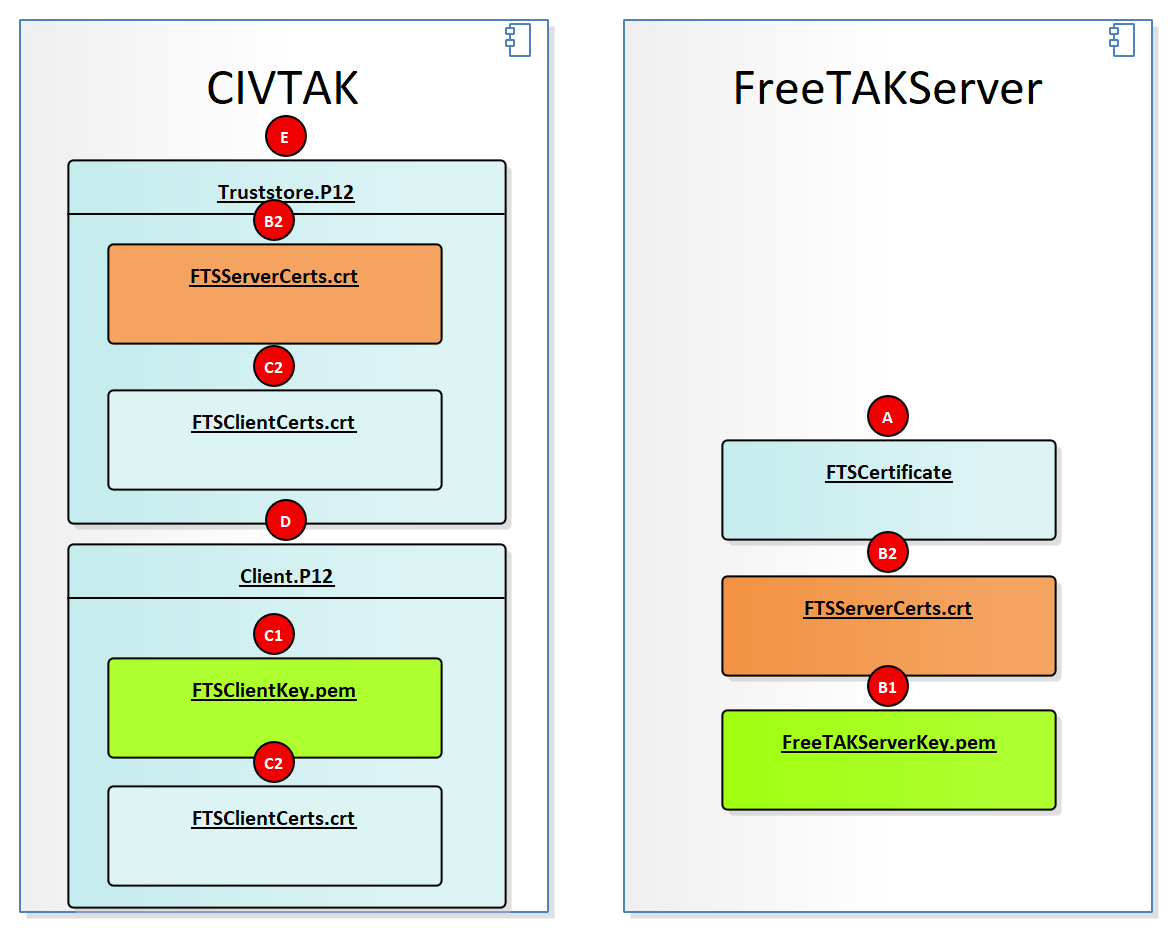 CIVTAK
E
Truststore.P12
B2
FTSServerCerts.crt
C2
FTSClientCerts.crt
D
Client.P12
C1
FTSClientKey.pem
C2
FTSClientCerts.crt
FreeTAKServer
A
FTSCertificate
B2
FTSServerCerts.crt
B1
FreeTAKServerKey.pem